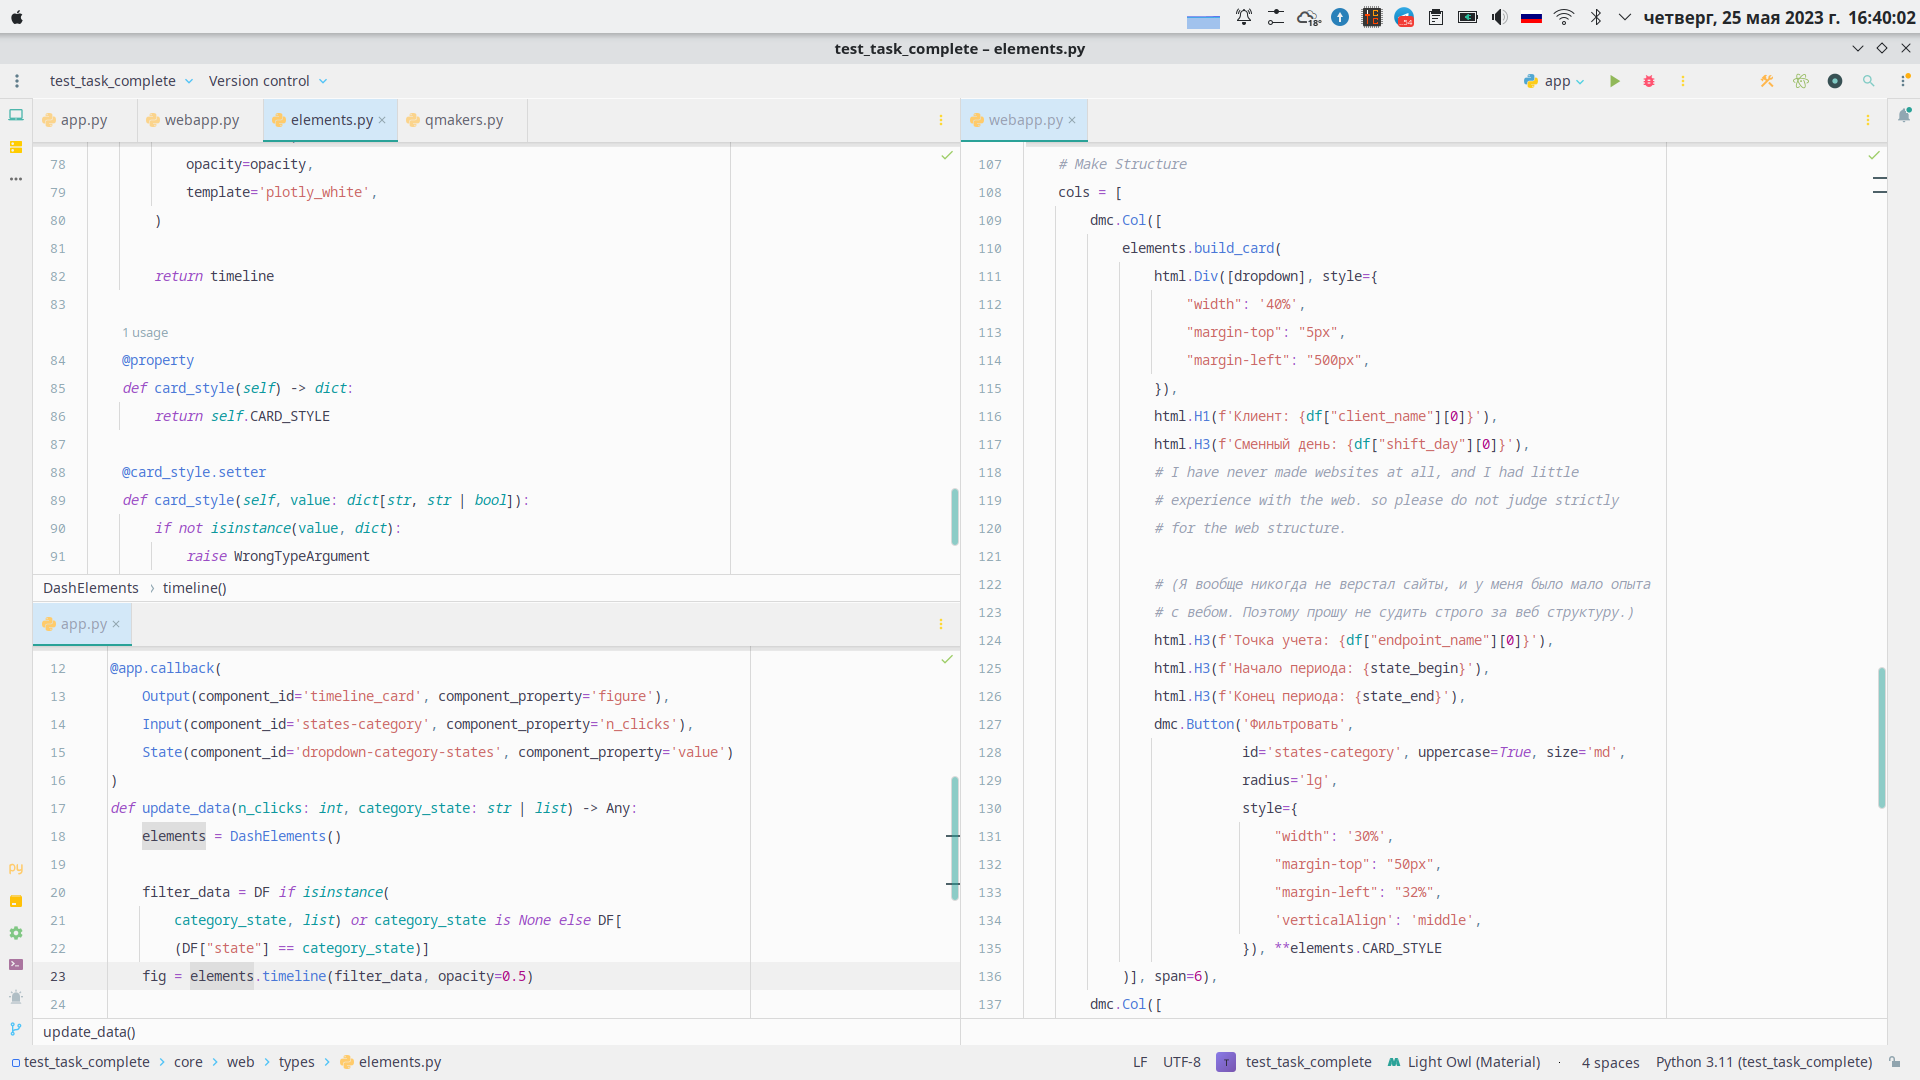 18°
54
четверг, 25 мая 2023 г. 16:40:02
test_task_complete – elements.py
test_task_complete
Version control
app
app.py
webapp.py
elements.py
qmakers.py
78 opacity=opacity,
79 template='plotly_white',
80 )
81
82 return timeline
83
1 usage
84 @property
85 def card_style(self) -> dict:
86 return self.CARD_STYLE
87
88 @card_style.setter
89 def card_style(self, value: dict[str, str | bool]):
90 if not isinstance(value, dict):
91 raise WrongTypeArgument
DashElements › timeline()
app.py
12 @app.callback(
13 Output(component_id='timeline_card', component_property='figure'),
14 Input(component_id='states-category', component_property='n_clicks'),
15 State(component_id='dropdown-category-states', component_property='value')
16 )
17 def update_data(n_clicks: int, category_state: str | list) -> Any:
18 elements = DashElements()
19
20 filter_data = DF if isinstance(
21 category_state, list) or category_state is None else DF[
22 (DF["state"] == category_state)]
23 fig = elements.timeline(filter_data, opacity=0.5)
24
update_data()
webapp.py
107 # Make Structure
108 cols = [
109 dmc.Col([
110 elements.build_card(
111 html.Div([dropdown], style={
112 "width": '40%',
113 "margin-top": "5px",
114 "margin-left": "500px",
115 }),
116 html.H1(f'Клиент: {df["client_name"][0]}'),
117 html.H3(f'Сменный день: {df["shift_day"][0]}'),
118 # I have never made websites at all, and I had little
119 # experience with the web. so please do not judge strictly
120 # for the web structure.
121
122 # (Я вообще никогда не верстал сайты, и у меня было мало опыта
123 # с вебом. Поэтому прошу не судить строго за веб структуру.)
124 html.H3(f'Точка учета: {df["endpoint_name"][0]}'),
125 html.H3(f'Начало периода: {state_begin}'),
126 html.H3(f'Конец периода: {state_end}'),
127 dmc.Button('Фильтровать',
128 id='states-category', uppercase=True, size='md',
129 radius='lg',
130 style={
131 "width": '30%',
132 "margin-top": "50px",
133 "margin-left": "32%",
134 'verticalAlign': 'middle',
135 }), **elements.CARD_STYLE
136 )], span=6),
137 dmc.Col([
py
test_task_complete › core › web › types › elements.py
LF UTF-8 T test_task_complete Light Owl (Material) · 4 spaces Python 3.11 (test_task_complete)